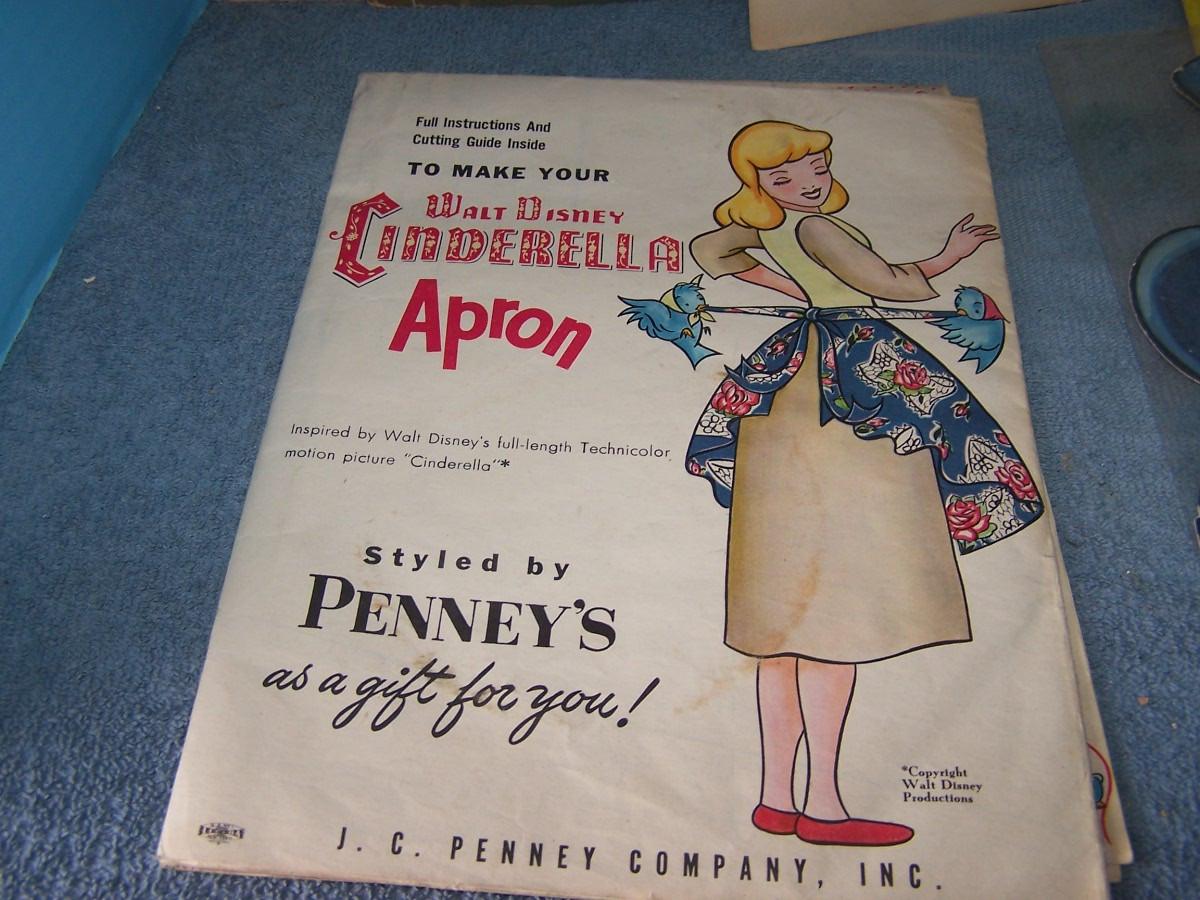 Full Instructions And
Cutting Guide Inside
TO MAKE YOUR
WALT DISNEY
CINDERELLA
Apron
Inspired by Walt Disney's full-length Technicolor
motion picture "Cinderella"*
Styled by
PENNEY'S
as a gift for you!
*Copyright
Walt Disney
Productions
J. C. PENNEY COMPANY, INC.